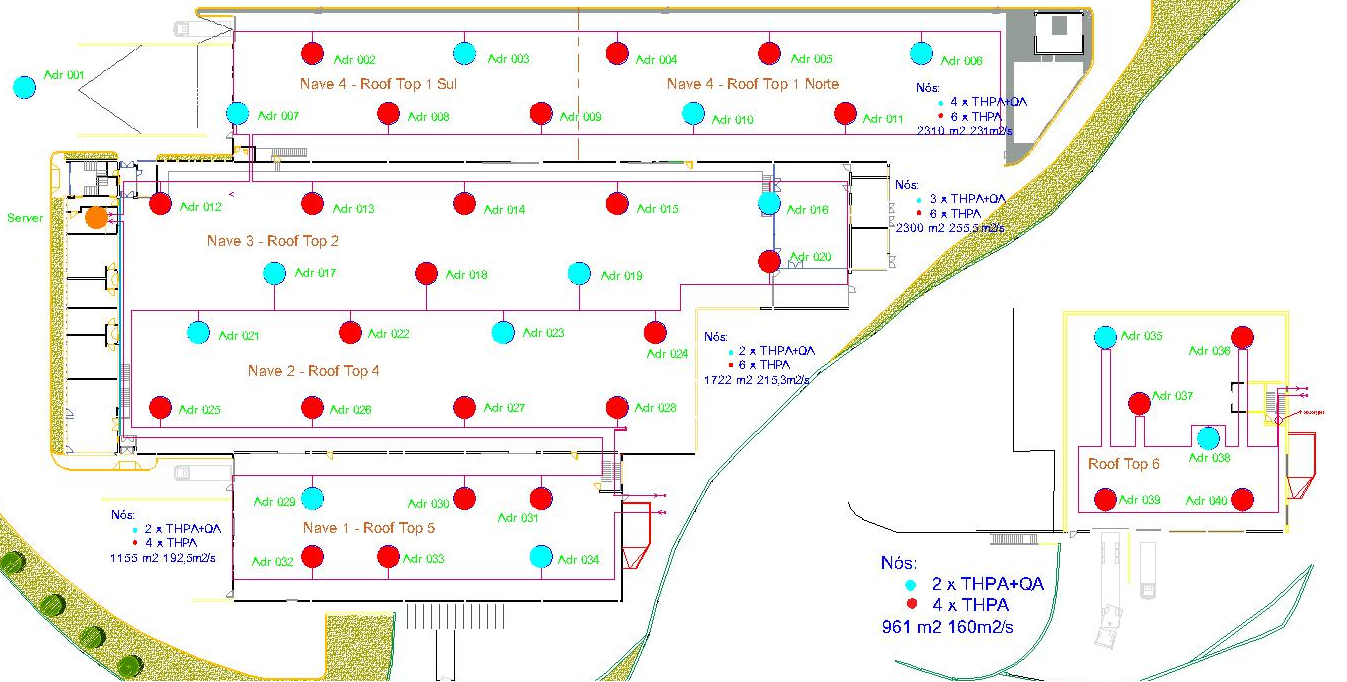 Adr 001
Adr 002
Adr 003
Adr 004
Adr 005
Adr 006
Nave 4 - Roof Top 1 Sul
Nave 4 - Roof Top 1 Norte
Adr 007
Adr 008
Adr 009
Adr 010
Adr 011
Nós:
4 x THPA+QA
6 x THPA
2310 m2 231m2/s
Server
Adr 012
Adr 013
Adr 014
Adr 015
Adr 016
Nós:
3 x THPA+QA
6 x THPA
2300 m2 255,5m2/s
Nave 3 - Roof Top 2
Adr 017
Adr 018
Adr 019
Adr 020
Adr 021
Adr 022
Adr 023
Adr 024
Nave 2 - Roof Top 4
Nós:
2 x THPA+QA
6 x THPA
1722 m2 215,3m2/s
Adr 025
Adr 026
Adr 027
Adr 028
Adr 029
Adr 030
Adr 031
Nave 1 - Roof Top 5
Nós:
2 x THPA+QA
4 x THPA
1155 m2 192,5m2/s
Adr 032
Adr 033
Adr 034
Adr 035
Adr 036
Adr 037
Adr 038
Roof Top 6
Adr 039
Adr 040
Nós:
2 x THPA+QA
4 x THPA
961 m2 160m2/s